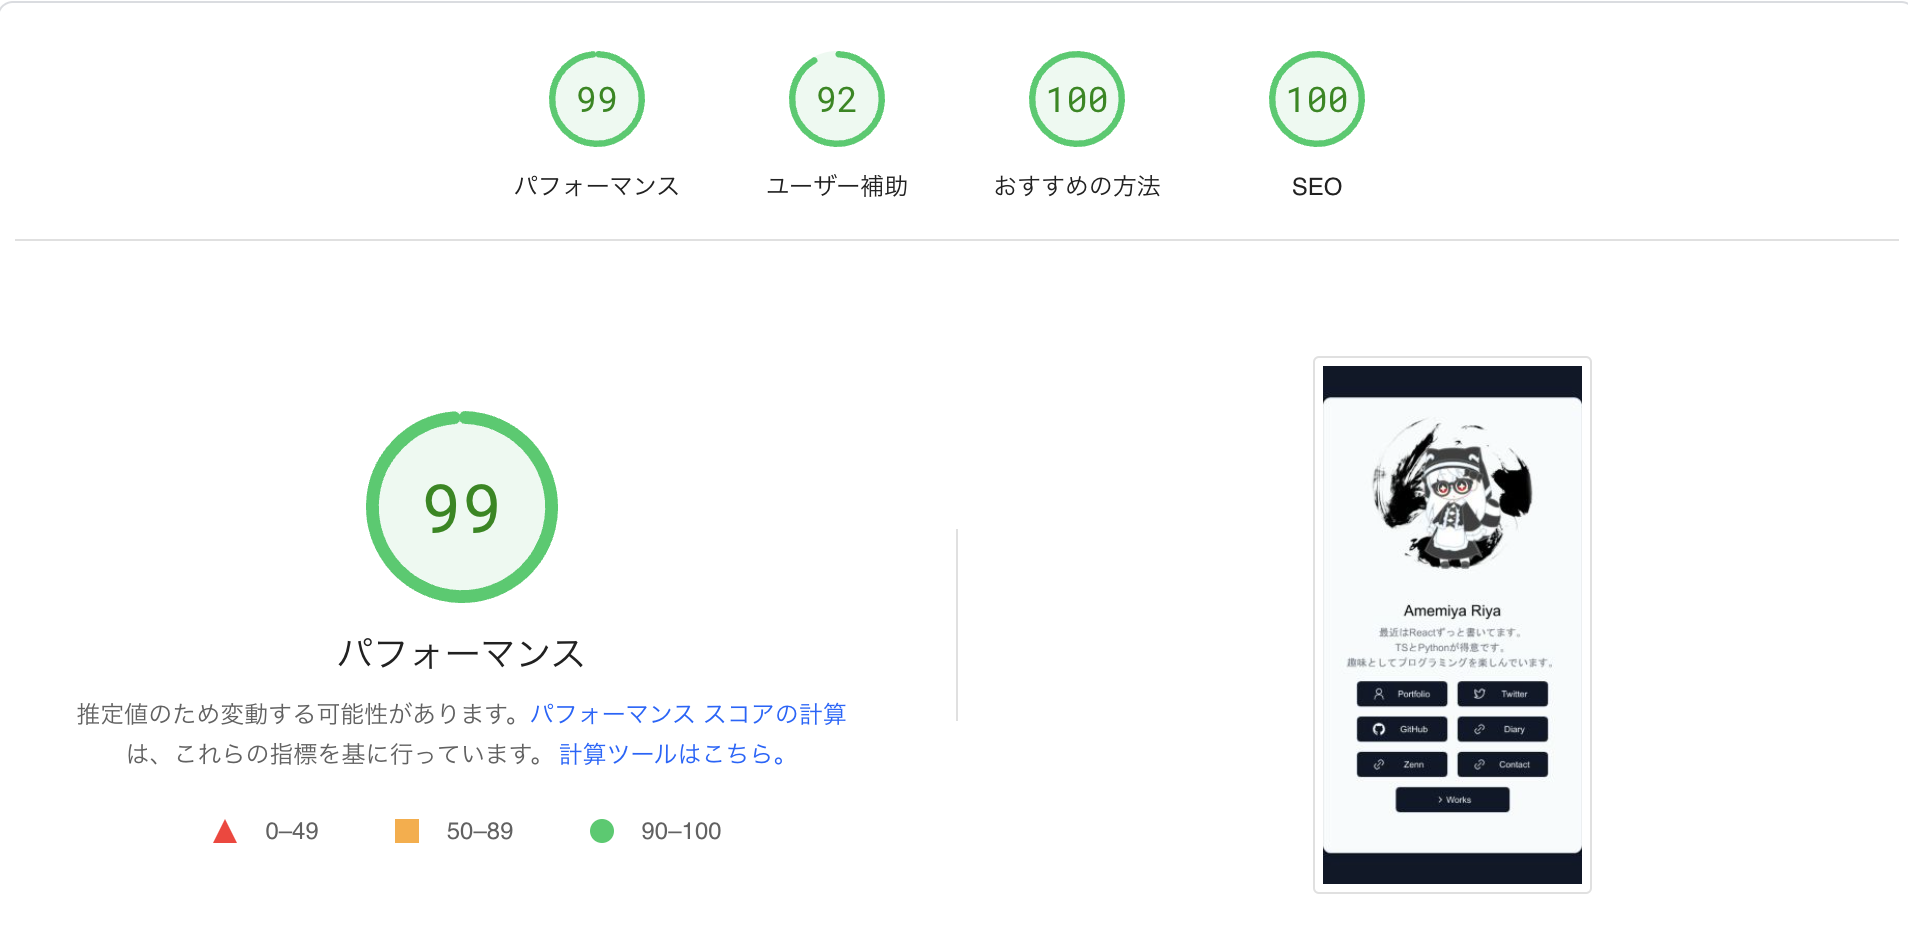 99
92
100
100
パフォーマンス
ユーザー補助
おすすめの方法
SEO
99
パフォーマンス
推定値のため変動する可能性があります。パフォーマンス スコアの計算
は、これらの指標を基に行っています。計算ツールはこちら。
0–49
50–89
90–100
Amemiya Riya
最近はReactずっと書いてます。
TSとPythonが得意です。
趣味としてプログラミングを楽しんでいます。
Portfolio
Twitter
GitHub
Diary
Zenn
Contact
Works